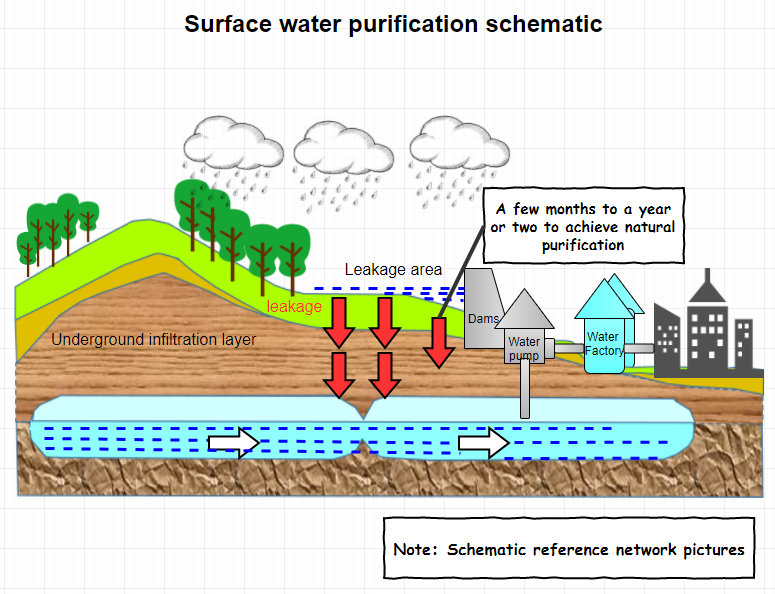 Surface water purification schematic
A few months to a year
or two to achieve natural
purification
Leakage area
leakage
Dams
Underground infiltration layer
Water
pump
Water
Factory
Note: Schematic reference network pictures